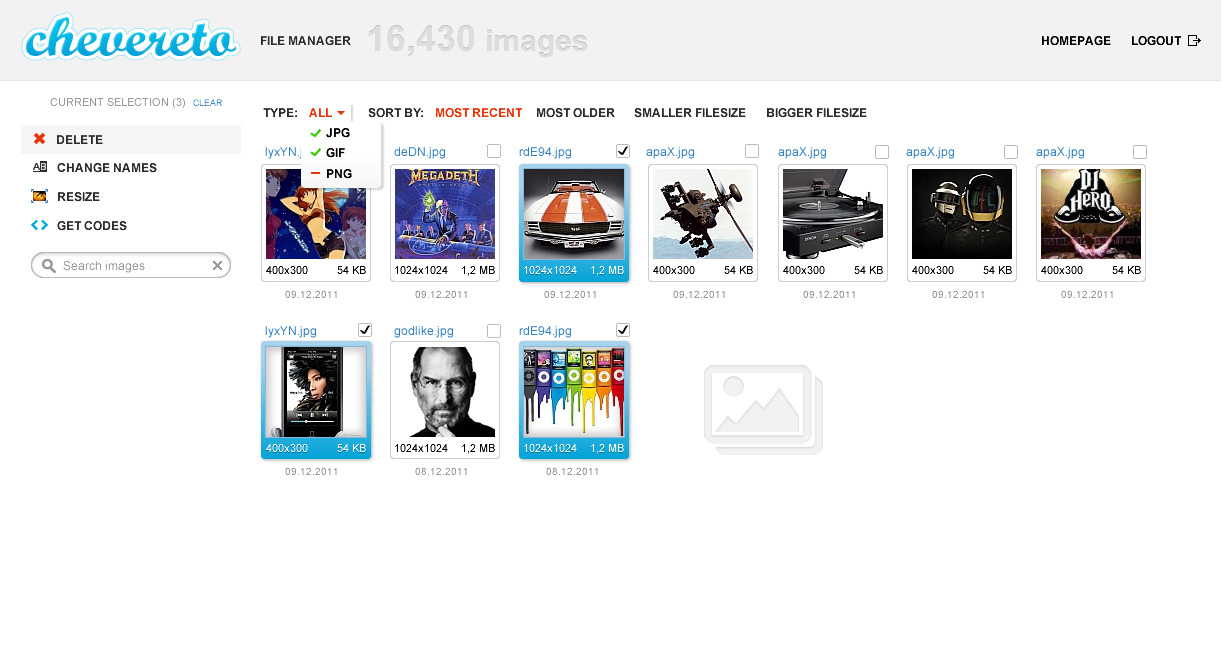 chevereto
FILE MANAGER
16,430 images
HOMEPAGE
LOGOUT
CURRENT SELECTION (3) CLEAR
DELETE
CHANGE NAMES
RESIZE
GET CODES
Search images
TYPE: ALL
JPG
GIF
PNG
SORT BY: MOST RECENT MOST OLDER SMALLER FILESIZE BIGGER FILESIZE
lyxYN.j
400x300 54 KB
09.12.2011
deDN.jpg
MEGADETH
1024x1024 1,2 MB
09.12.2011
rdE94.jpg
1024x1024 1,2 MB
09.12.2011
apaX.jpg
400x300 54 KB
09.12.2011
apaX.jpg
400x300 54 KB
09.12.2011
apaX.jpg
400x300 54 KB
09.12.2011
apaX.jpg
DJ
HERO
400x300 54 KB
09.12.2011
lyxYN.jpg
400x300 54 KB
09.12.2011
godlike.jpg
1024x1024 1,2 MB
08.12.2011
rdE94.jpg
1024x1024 1,2 MB
08.12.2011